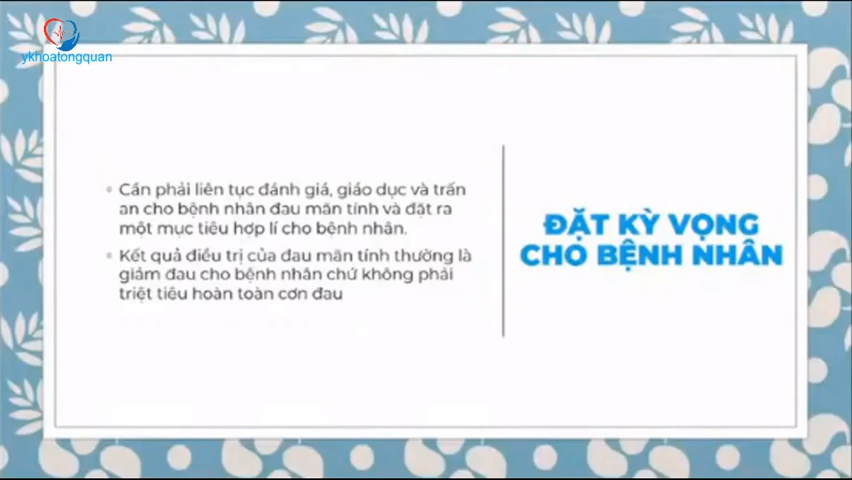 ykhoatongquan
Cần phải liên tục đánh giá, giáo dục và trấn
an cho bệnh nhân đau mãn tính và đặt ra
một mục tiêu hợp lí cho bệnh nhân.
Kết quả điều trị của đau mãn tính thường là
giảm đau cho bệnh nhân chứ không phải
triệt tiêu hoàn toàn cơn đau
ĐẶT KỲ VỌNG
CHO BỆNH NHÂN